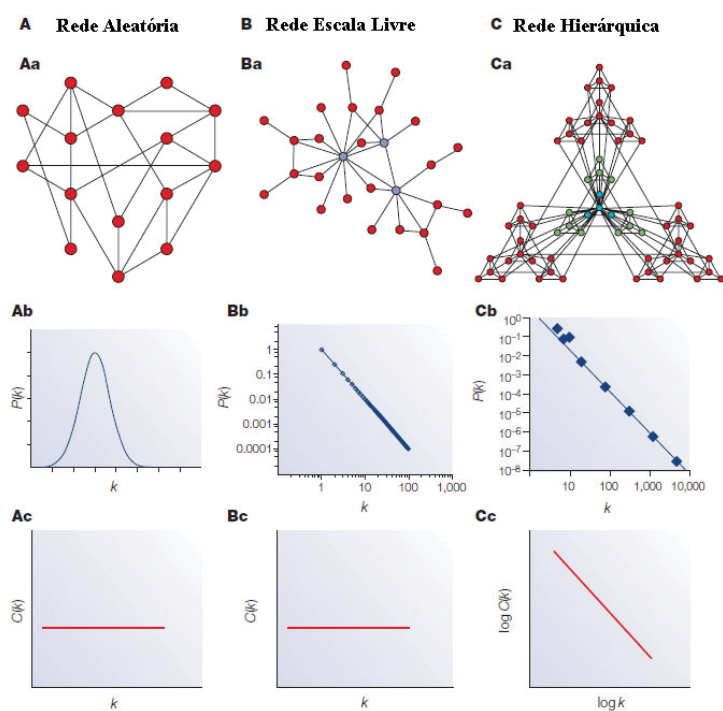 A Rede Aleatória
B Rede Escala Livre
C Rede Hierárquica
Aa
Ba
Ca
Ab
P(k)
k
Bb
1
0.1
0.01
0.001
0.0001
P(k)
1 10 100 1,000
k
Cb
10⁰
10⁻¹
10⁻²
10⁻³
10⁻⁴
10⁻⁵
10⁻⁶
10⁻⁷
10⁻⁸
P(k)
10 100 1,000 10,000
k
Ac
C(k)
k
Bc
C(k)
k
Cc
log C(k)
log k